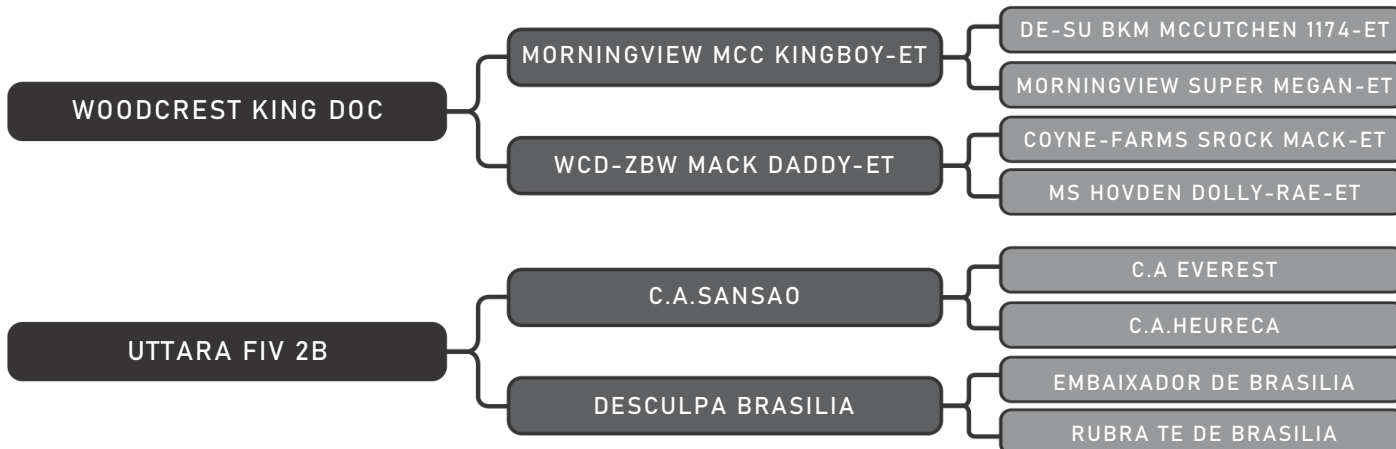 WOODCREST KING DOC
MORNINGVIEW MCC KINGBOY-ET
DE-SU BKM MCCUTCHEN 1174-ET
MORNINGVIEW SUPER MEGAN-ET
WCD-ZBW MACK DADDY-ET
COYNE-FARMS SROCK MACK-ET
MS HOVDEN DOLLY-RAE-ET
UTTARA FIV 2B
C.A.SANSAO
C.A EVEREST
C.A.HEURECA
DESCULPA BRASILIA
EMBAIXADOR DE BRASILIA
RUBRA TE DE BRASILIA